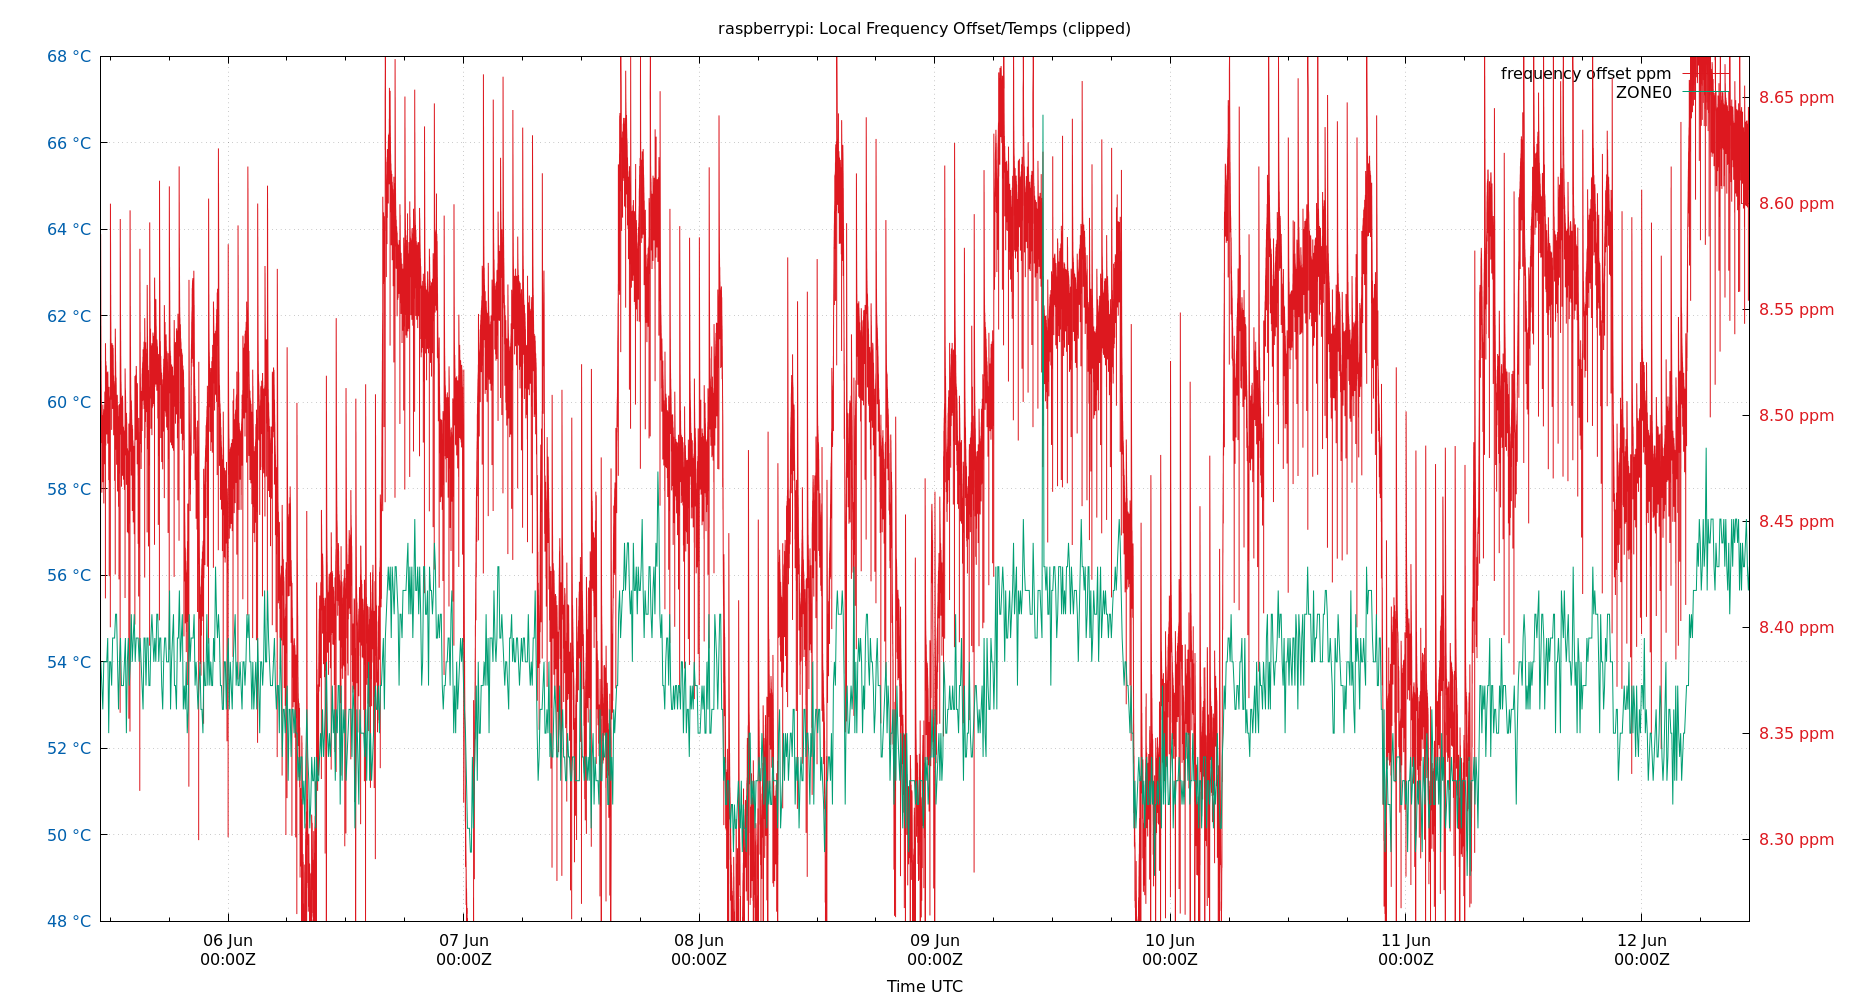 raspberrypi: Local Frequency Offset/Temps (clipped)
68 °C
66 °C
64 °C
62 °C
60 °C
58 °C
56 °C
54 °C
52 °C
50 °C
48 °C
frequency offset ppm
ZONE0
8.65 ppm
8.60 ppm
8.55 ppm
8.50 ppm
8.45 ppm
8.40 ppm
8.35 ppm
8.30 ppm
06 Jun
00:00Z
07 Jun
00:00Z
08 Jun
00:00Z
09 Jun
00:00Z
10 Jun
00:00Z
11 Jun
00:00Z
12 Jun
00:00Z
Time UTC